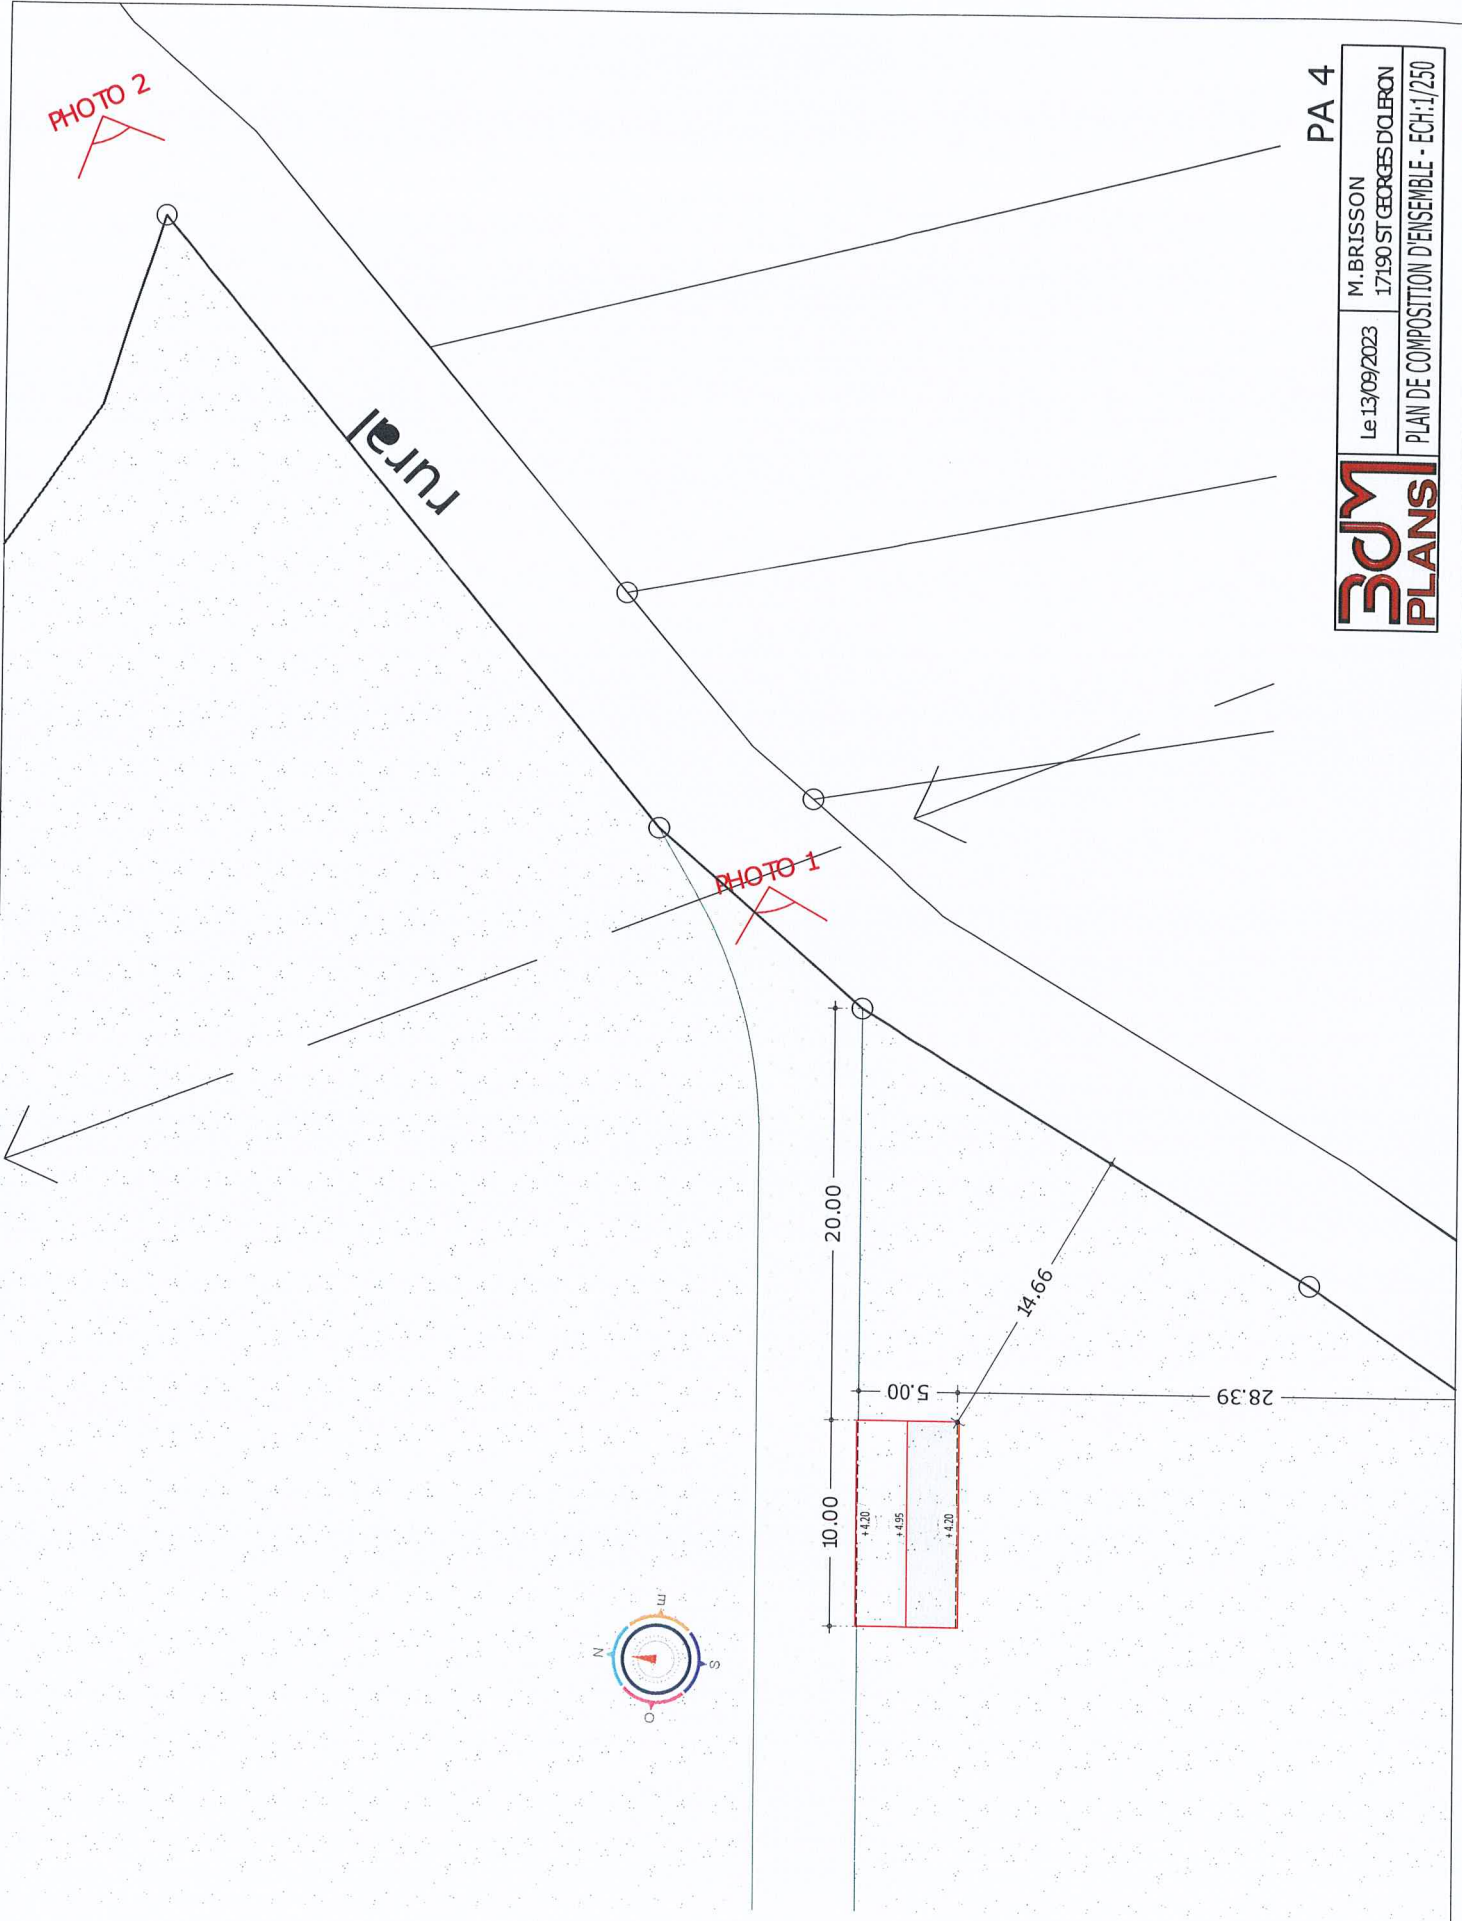 PA 4
M.BRISSON
17190 ST GEORGES D'OLERON
Le 13/09/2023
PLAN DE COMPOSITION D'ENSEMBLE - ECH:1/250
3DM
PLANS
PHOTO 2
rural
PHOTO 1
20.00
14.66
5.00
28.39
10.00
+4.20
+4.95
+4.20
E
N
S
O